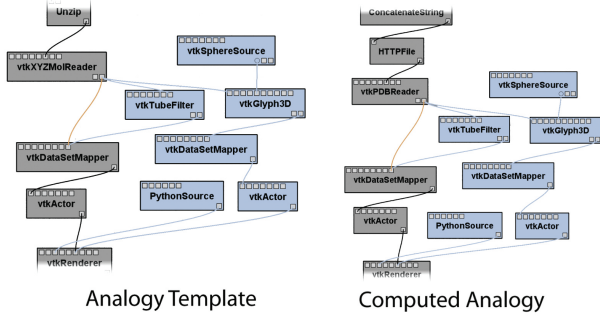 Unzip
vtkXYZMolReader
vtkSphereSource
vtkTubeFilter
vtkGlyph3D
vtkDataSetMapper
vtkDataSetMapper
vtkActor
PythonSource
vtkActor
vtkRenderer
Analogy Template
ConcatenateString
HTTPFile
vtkPDBReader
vtkSphereSource
vtkTubeFilter
vtkGlyph3D
vtkDataSetMapper
vtkDataSetMapper
vtkActor
PythonSource
vtkActor
vtkRenderer
Computed Analogy